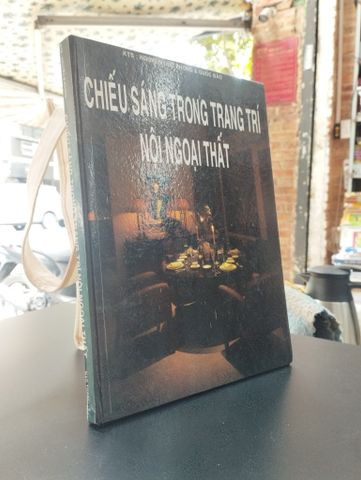 CHIẾU SÁNG TRONG TRANG TRÍ
NỘI NGOẠI THẤT